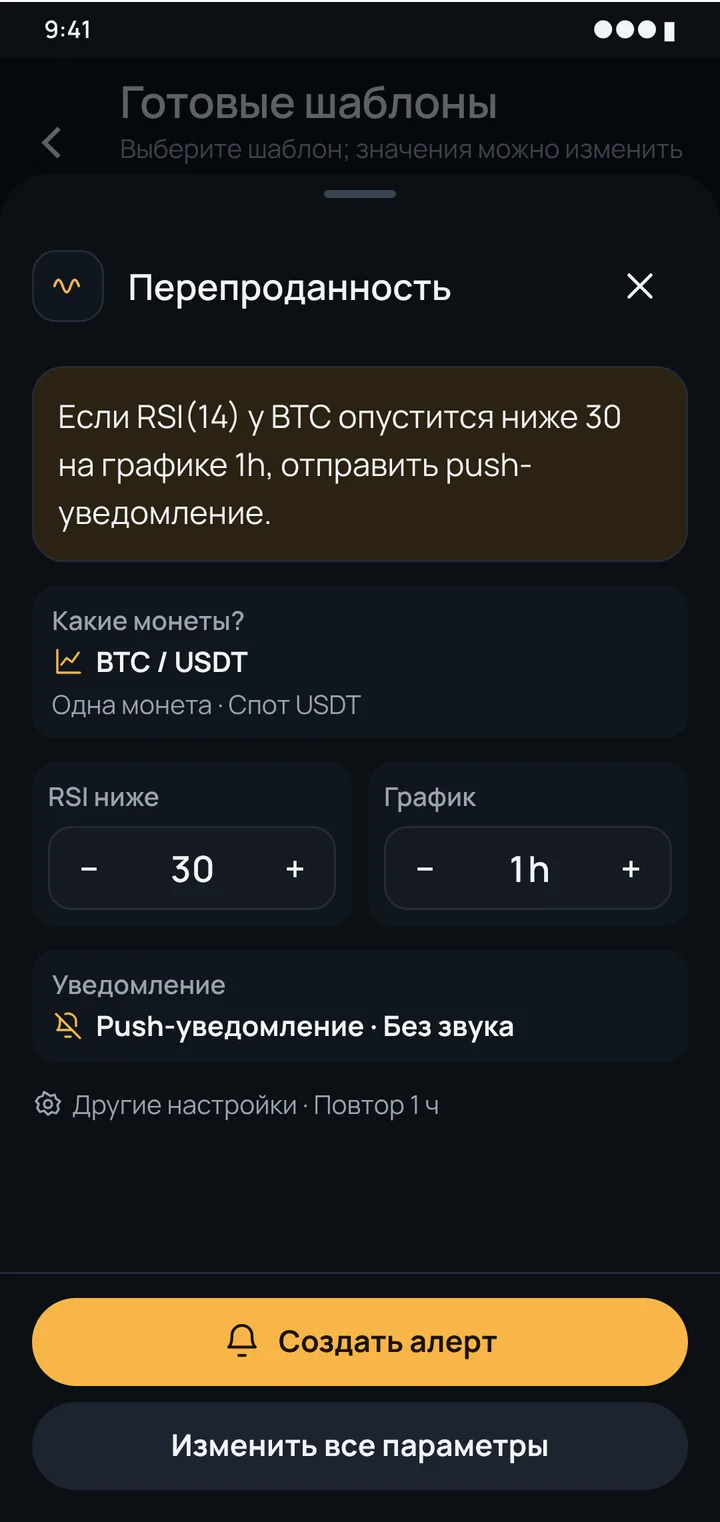 9:41
Готовые шаблоны
Выберите шаблон; значения можно изменить
Перепроданность
Если RSI(14) у BTC опустится ниже 30
на графике 1h, отправить push-
уведомление.
Какие монеты?
BTC / USDT
Одна монета · Спот USDT
RSI ниже
− 30 +
График
− 1h +
Уведомление
Push-уведомление · Без звука
Другие настройки · Повтор 1 ч
Создать алерт
Изменить все параметры